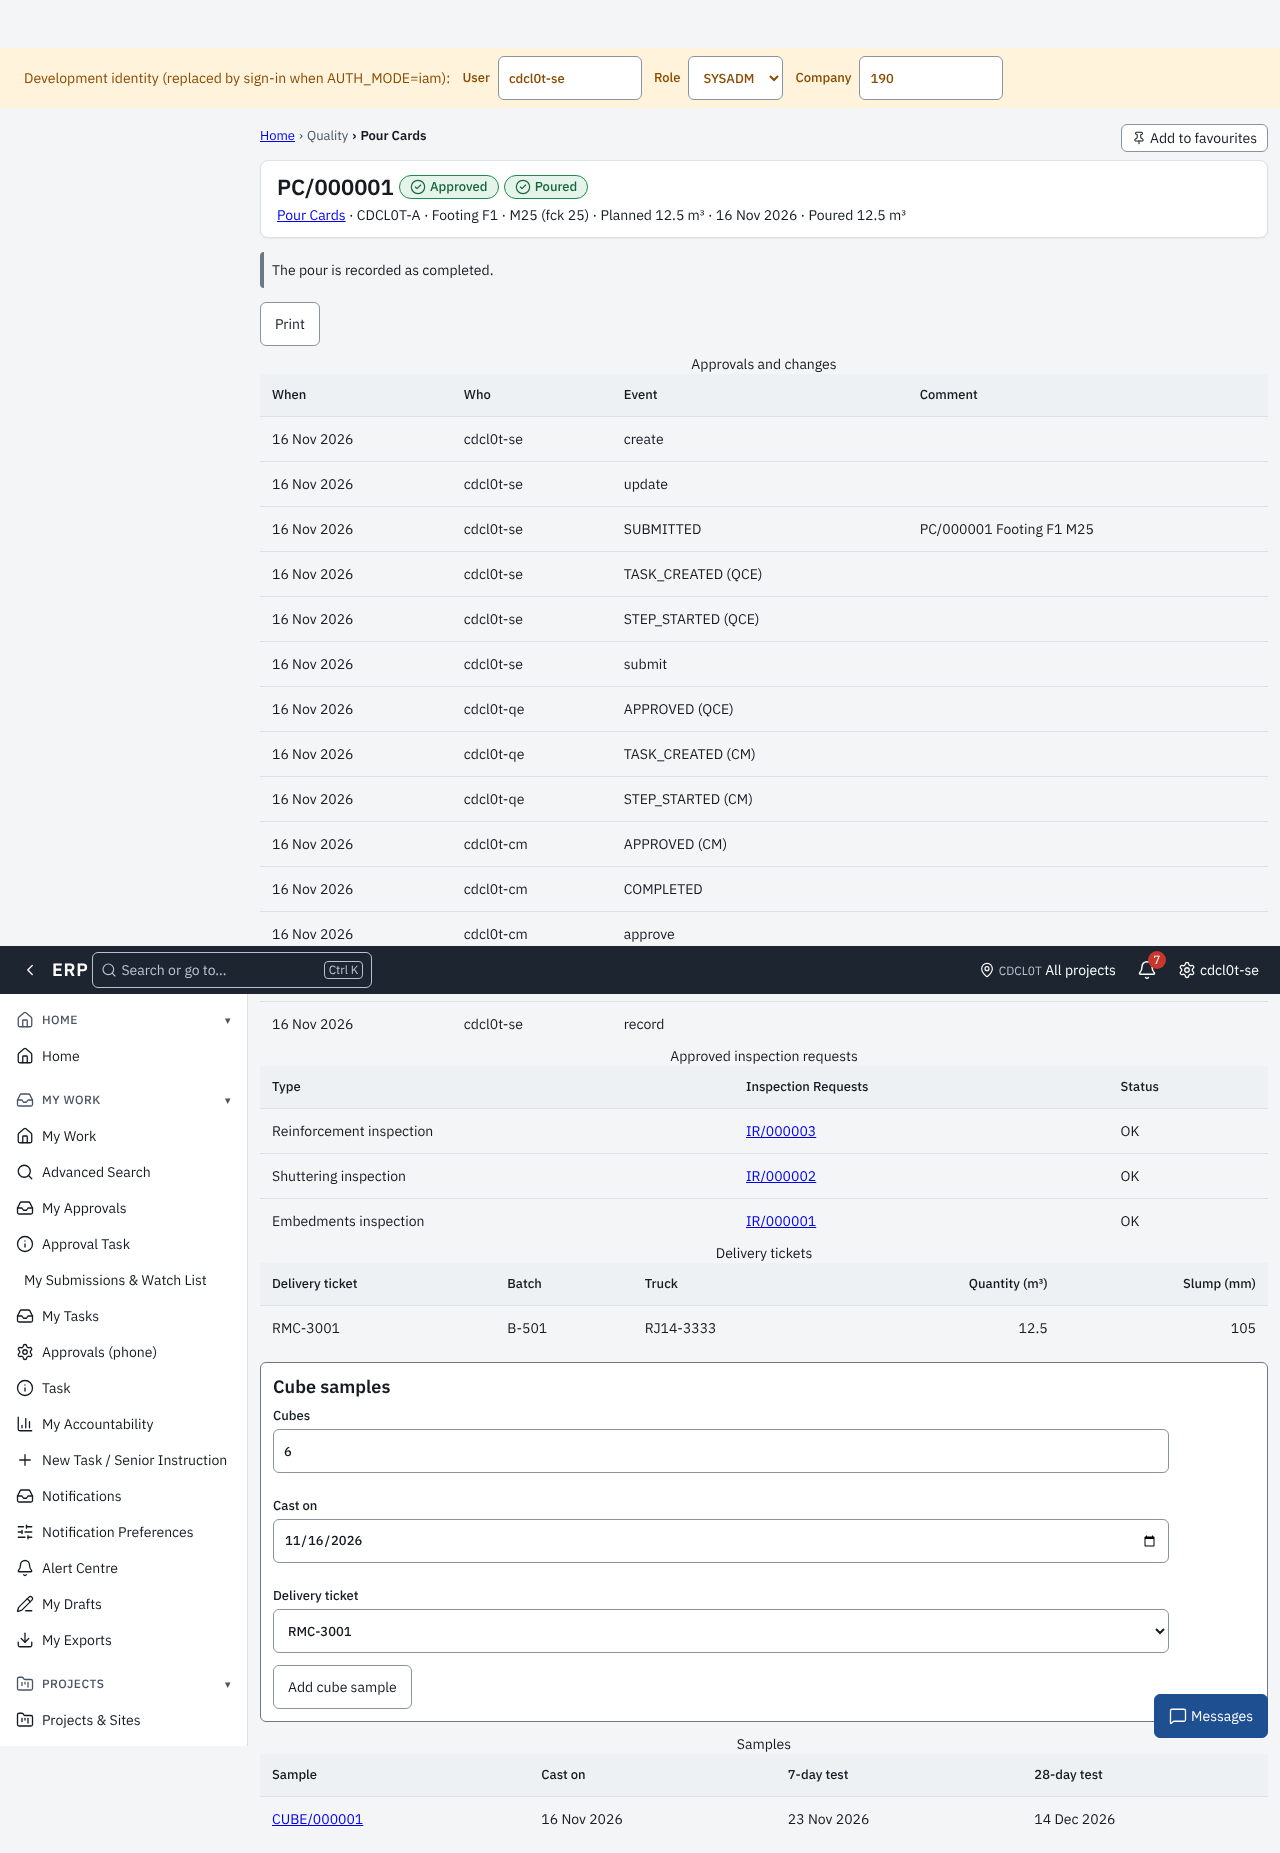 Development identity (replaced by sign-in when AUTH_MODE=iam): User cdcl0t-se Role SYSADM Company 190
Home › Quality › Pour Cards
Add to favourites
PC/000001 Approved Poured
Pour Cards · CDCL0T-A · Footing F1 · M25 (fck 25) · Planned 12.5 m³ · 16 Nov 2026 · Poured 12.5 m³
The pour is recorded as completed.
Print
Approvals and changes
When Who Event Comment
16 Nov 2026 cdcl0t-se create
16 Nov 2026 cdcl0t-se update
16 Nov 2026 cdcl0t-se SUBMITTED PC/000001 Footing F1 M25
16 Nov 2026 cdcl0t-se TASK_CREATED (QCE)
16 Nov 2026 cdcl0t-se STEP_STARTED (QCE)
16 Nov 2026 cdcl0t-se submit
16 Nov 2026 cdcl0t-qe APPROVED (QCE)
16 Nov 2026 cdcl0t-qe TASK_CREATED (CM)
16 Nov 2026 cdcl0t-qe STEP_STARTED (CM)
16 Nov 2026 cdcl0t-cm APPROVED (CM)
16 Nov 2026 cdcl0t-cm COMPLETED
16 Nov 2026 cdcl0t-cm approve
ERP Search or go to... Ctrl K CDCL0T All projects 7 cdcl0t-se
16 Nov 2026 cdcl0t-se record
HOME
Home
MY WORK
My Work
Advanced Search
My Approvals
Approval Task
My Submissions & Watch List
My Tasks
Approvals (phone)
Task
My Accountability
New Task / Senior Instruction
Notifications
Notification Preferences
Alert Centre
My Drafts
My Exports
PROJECTS
Projects & Sites
Approved inspection requests
Type Inspection Requests Status
Reinforcement inspection IR/000003 OK
Shuttering inspection IR/000002 OK
Embedments inspection IR/000001 OK
Delivery tickets
Delivery ticket Batch Truck Quantity (m³) Slump (mm)
RMC-3001 B-501 RJ14-3333 12.5 105
Cube samples
Cubes
6
Cast on
11/16/2026
Delivery ticket
RMC-3001
Add cube sample
Messages
Samples
Sample Cast on 7-day test 28-day test
CUBE/000001 16 Nov 2026 23 Nov 2026 14 Dec 2026